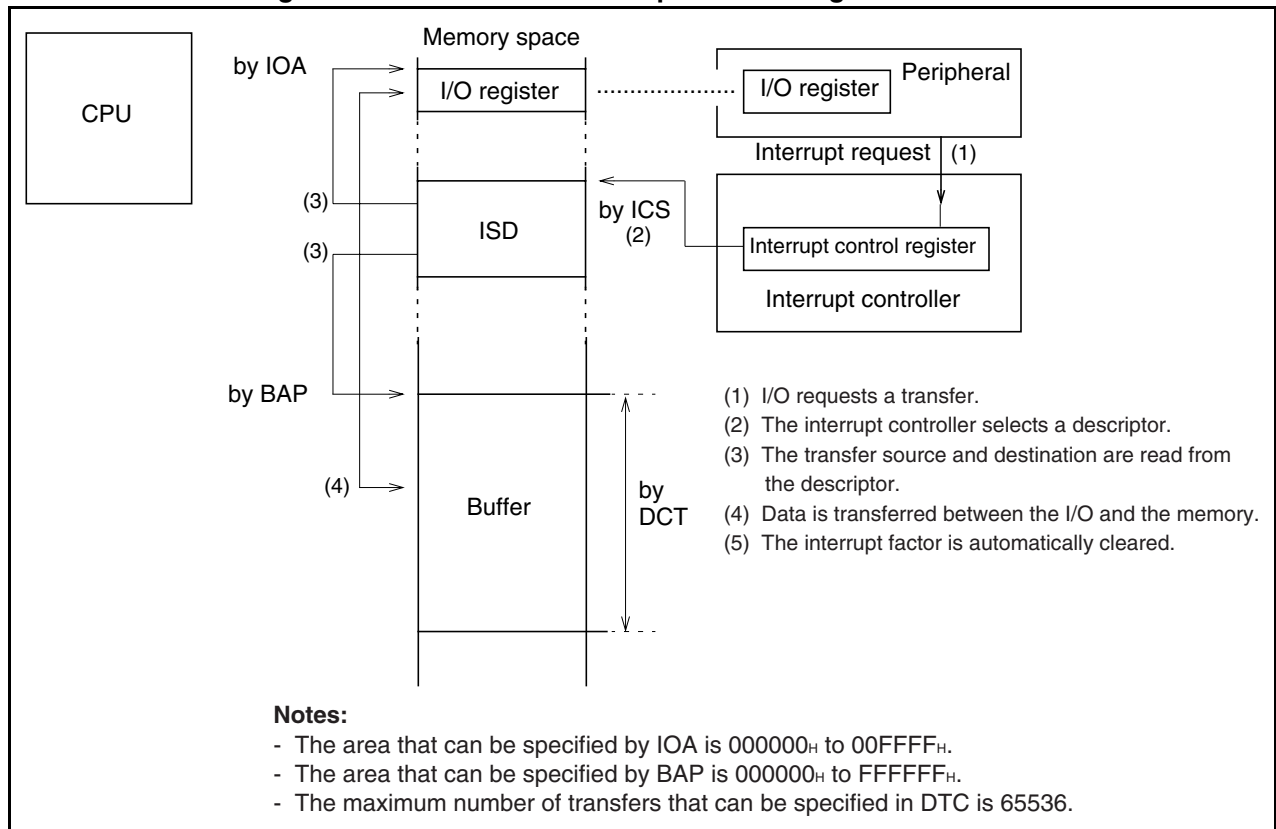 CPU
Memory space
by IOA
I/O register
I/O register
Peripheral
Interrupt request (1)
(3)
ISD
by ICS
(2)
(3)
Interrupt control register
Interrupt controller
by BAP
(4)
Buffer
by
DCT
(1) I/O requests a transfer.
(2) The interrupt controller selects a descriptor.
(3) The transfer source and destination are read from
the descriptor.
(4) Data is transferred between the I/O and the memory.
(5) The interrupt factor is automatically cleared.
Notes:
- The area that can be specified by IOA is 000000H to 00FFFFH.
- The area that can be specified by BAP is 000000H to FFFFFFH.
- The maximum number of transfers that can be specified in DTC is 65536.